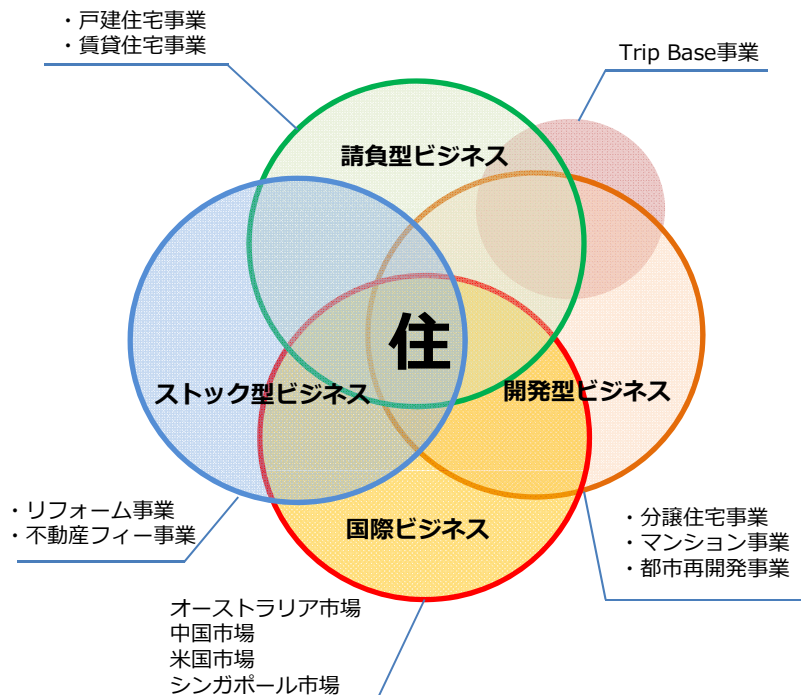 ・戸建住宅事業
・賃貸住宅事業
Trip Base事業
請負型ビジネス
住
ストック型ビジネス
開発型ビジネス
・リフォーム事業
・不動産フィー事業
国際ビジネス
・分譲住宅事業
・マンション事業
・都市再開発事業
オーストラリア市場
中国市場
米国市場
シンガポール市場